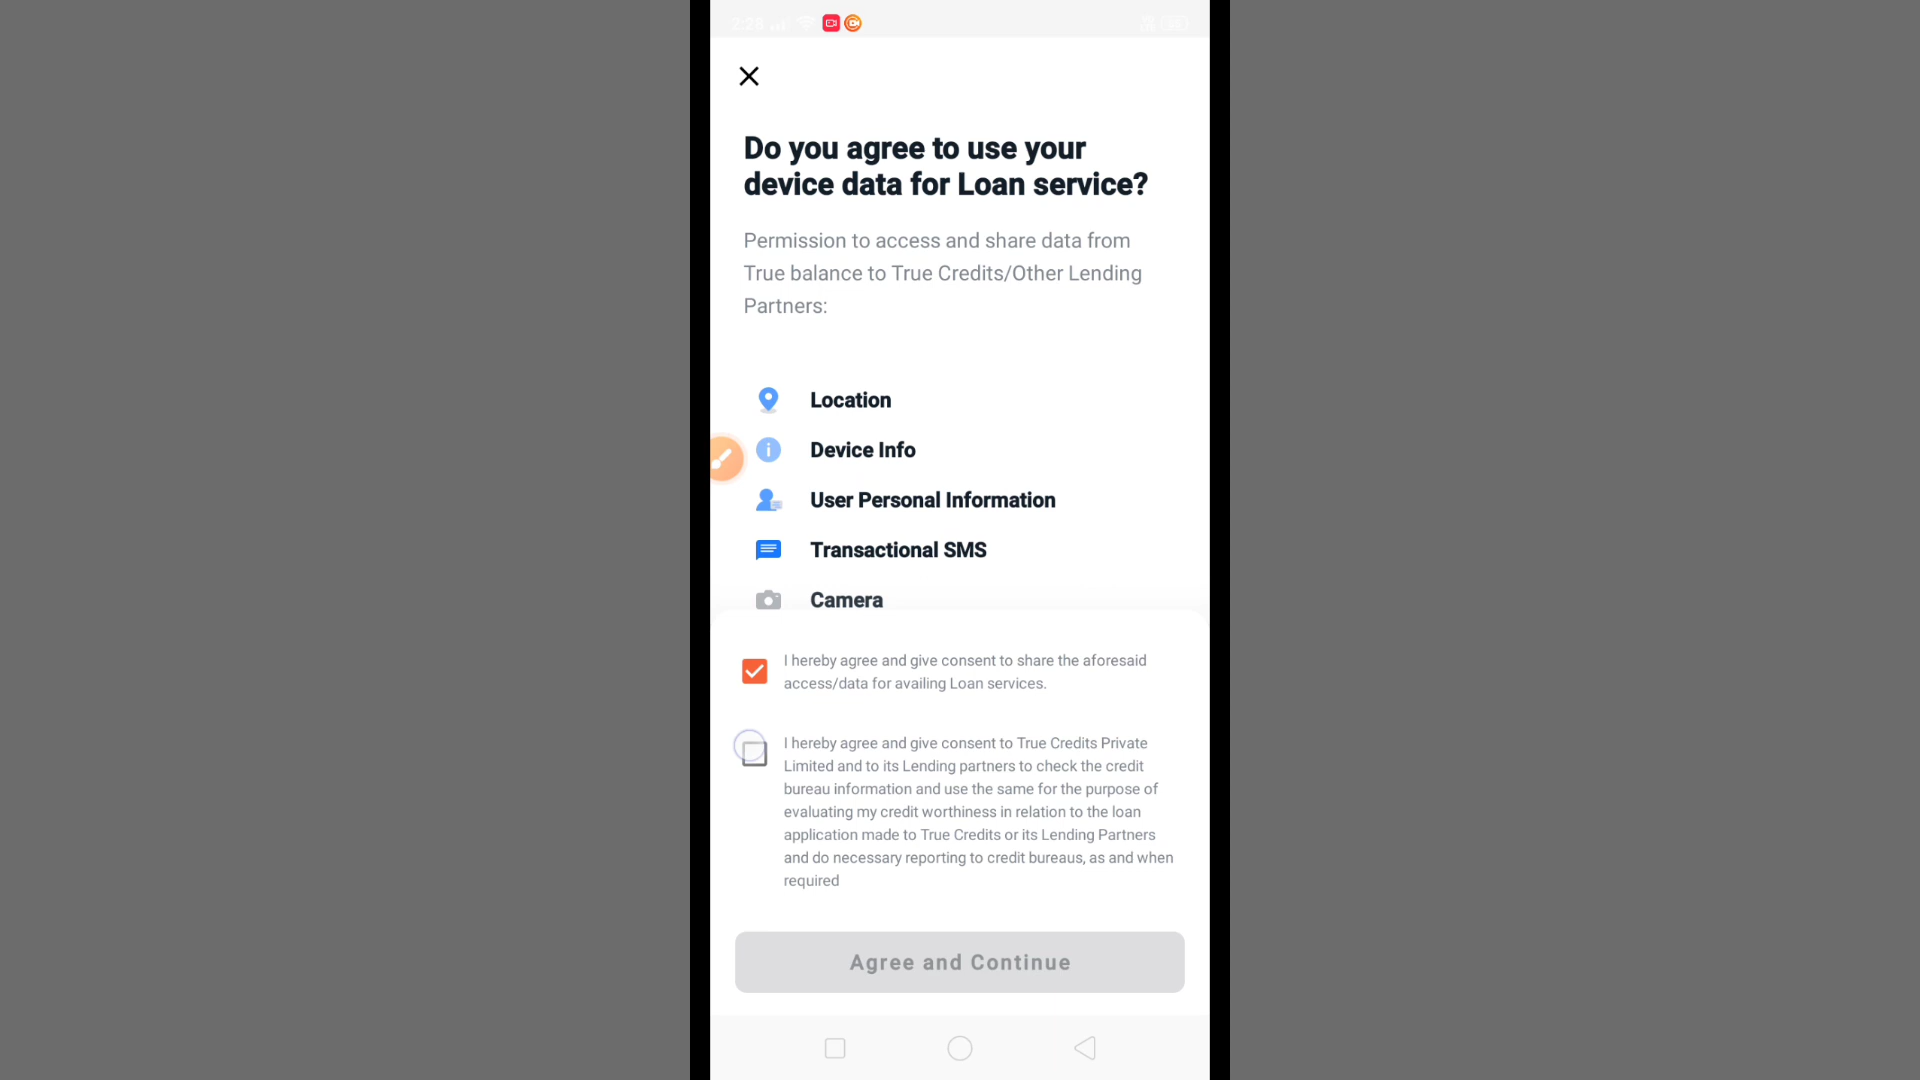 2:28
Do you agree to use your
device data for Loan service?
Permission to access and share data from
True balance to True Credits/Other Lending
Partners:
Location
Device Info
User Personal Information
Transactional SMS
Camera
I hereby agree and give consent to share the aforesaid
access/data for availing Loan services.
I hereby agree and give consent to True Credits Private
Limited and to its Lending partners to check the credit
bureau information and use the same for the purpose of
evaluating my credit worthiness in relation to the loan
application made to True Credits or its Lending Partners
and do necessary reporting to credit bureaus, as and when
required
Agree and Continue